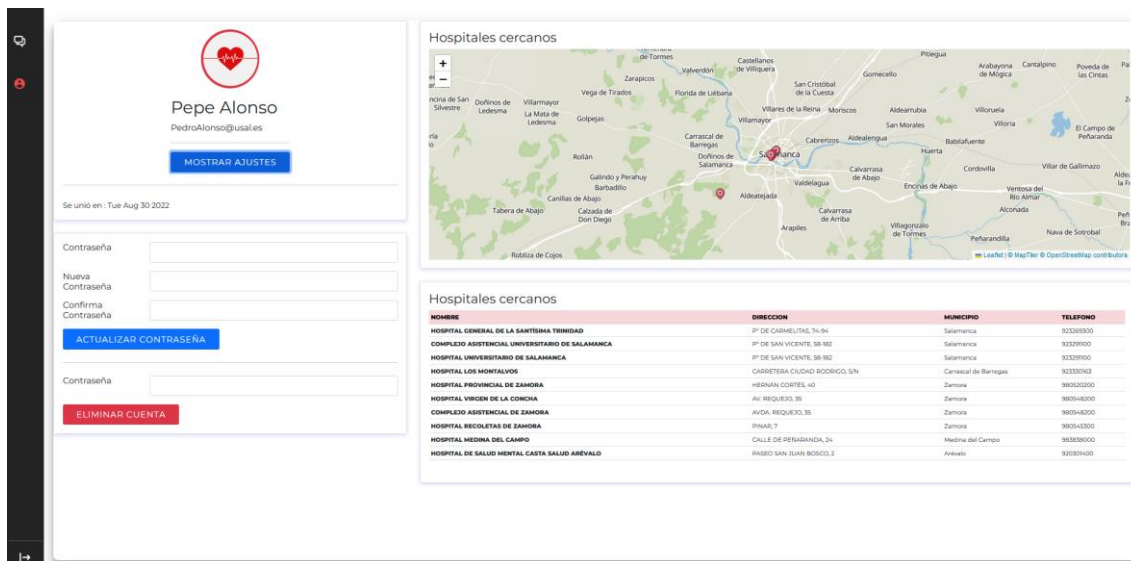 Pepe Alonso
PedroAlonso@usal.es
MOSTRAR AJUSTES
Se unió en : Tue Aug 30 2022
Contraseña
Nueva
Contraseña
Confirma
Contraseña
ACTUALIZAR CONTRASEÑA
Contraseña
ELIMINAR CUENTA
Hospitales cercanos
+
−
de Tormes
Valverdón
Castellanos
de Villiquera
Pitiegua
Arabayona
de Mógica
Cantalpino
Poveda de
las Cintas
Zarapicos
Gomecello
San Cristóbal
de la Cuesta
Vega de Tirados
Florida de Liébana
Doñinos de
Ledesma
Villarmayor
La Mata de
Ledesma
Golpejas
Villares de la Reina
Moriscos
Aldearrubia
Villoruela
Villamayor
San Morales
Villoria
El Campo de
Peñaranda
Carrascal de
Barregas
Cabrerizos
Aldealengua
Babilafuente
Rollán
Doñinos de
Salamanca
Salamanca
Huerta
Calvarrasa
de Abajo
Cordovilla
Villar de Gallimazo
Galindo y Perahuy
Barbadillo
Valdelagua
Encinas de Abajo
Ventosa del
Río Almar
Canillas de Abajo
Aldeatejada
Tabera de Abajo
Calzada de
Don Diego
Calvarrasa
de Arriba
Alconada
Arapiles
Villagonzalo
de Tormes
Peñarandilla
Nava de Sotrobal
Robliza de Cojos
Leaflet | © MapTiler © OpenStreetMap contributors
Hospitales cercanos
NOMBRE DIRECCION MUNICIPIO TELEFONO
HOSPITAL GENERAL DE LA SANTÍSIMA TRINIDAD Pº DE CARMELITAS, 74-94 Salamanca 923269300
COMPLEJO ASISTENCIAL UNIVERSITARIO DE SALAMANCA Pº DE SAN VICENTE, 58-182 Salamanca 923291100
HOSPITAL UNIVERSITARIO DE SALAMANCA Pº DE SAN VICENTE, 58-182 Salamanca 923291100
HOSPITAL LOS MONTALVOS CARRETERA CIUDAD RODRIGO, S/N Carrascal de Barregas 923330163
HOSPITAL PROVINCIAL DE ZAMORA HERNÁN CORTÉS, 40 Zamora 980520200
HOSPITAL VIRGEN DE LA CONCHA AV. REQUEJO, 35 Zamora 980548200
COMPLEJO ASISTENCIAL DE ZAMORA AVDA. REQUEJO, 35 Zamora 980548200
HOSPITAL RECOLETAS DE ZAMORA PINAR, 7 Zamora 980545300
HOSPITAL MEDINA DEL CAMPO CALLE DE PEÑARANDA, 24 Medina del Campo 983838000
HOSPITAL DE SALUD MENTAL CASTA SALUD ARÉVALO PASEO SAN JUAN BOSCO, 2 Arévalo 920301400